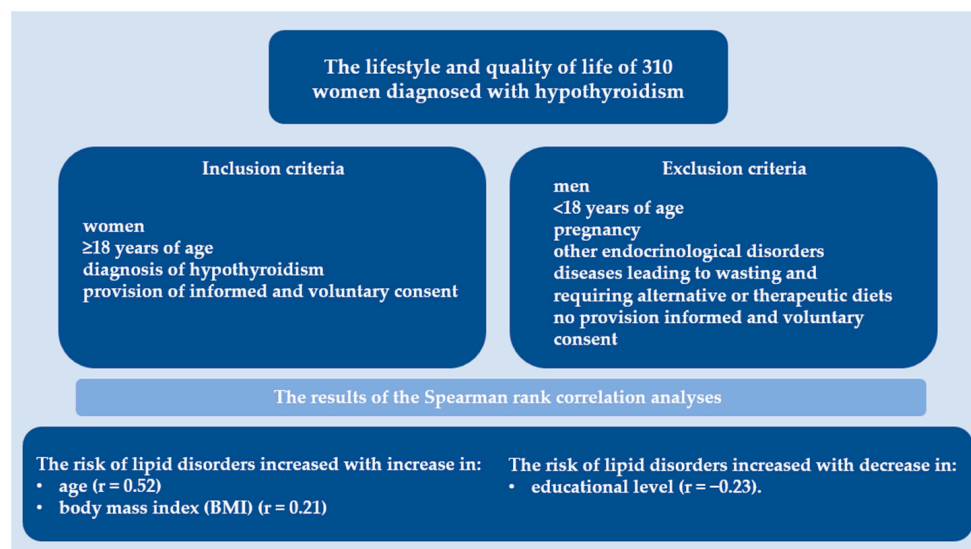 The lifestyle and quality of life of 310
women diagnosed with hypothyroidism
Inclusion criteria
women
≥18 years of age
diagnosis of hypothyroidism
provision of informed and voluntary consent
Exclusion criteria
men
<18 years of age
pregnancy
other endocrinological disorders
diseases leading to wasting and
requiring alternative or therapeutic diets
no provision informed and voluntary
consent
The results of the Spearman rank correlation analyses
The risk of lipid disorders increased with increase in:
• age (r = 0.52)
• body mass index (BMI) (r = 0.21)
The risk of lipid disorders increased with decrease in:
• educational level (r = −0.23).